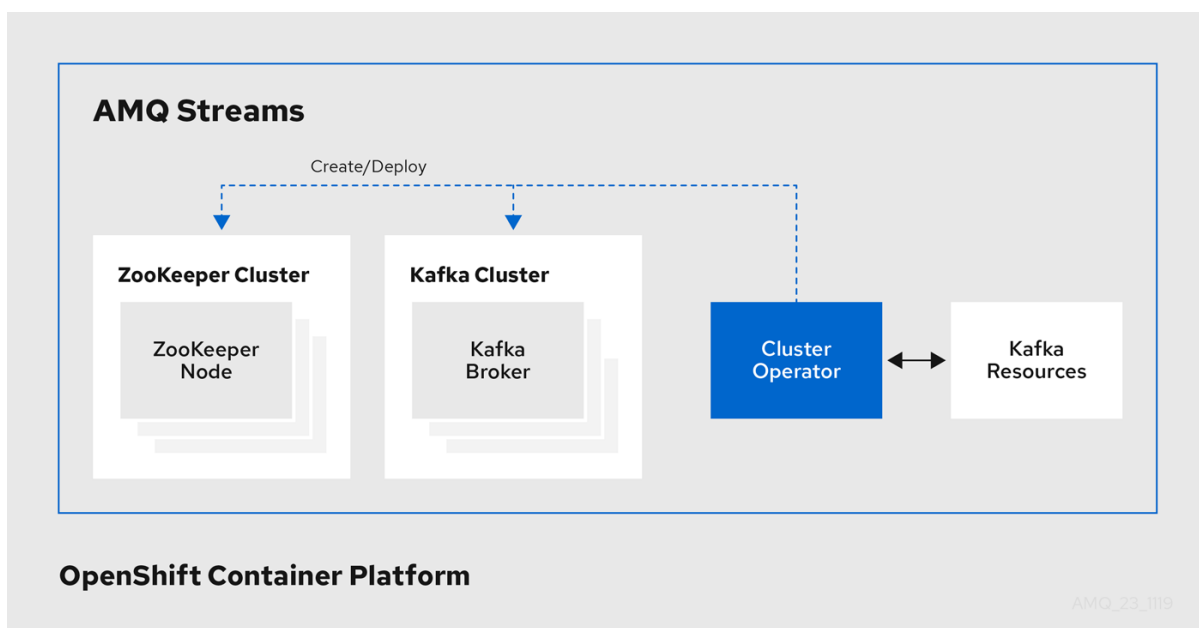 AMQ Streams
Create/Deploy
ZooKeeper Cluster
ZooKeeper
Node
Kafka Cluster
Kafka
Broker
Cluster
Operator
Kafka
Resources
OpenShift Container Platform
AMQ_23_1119